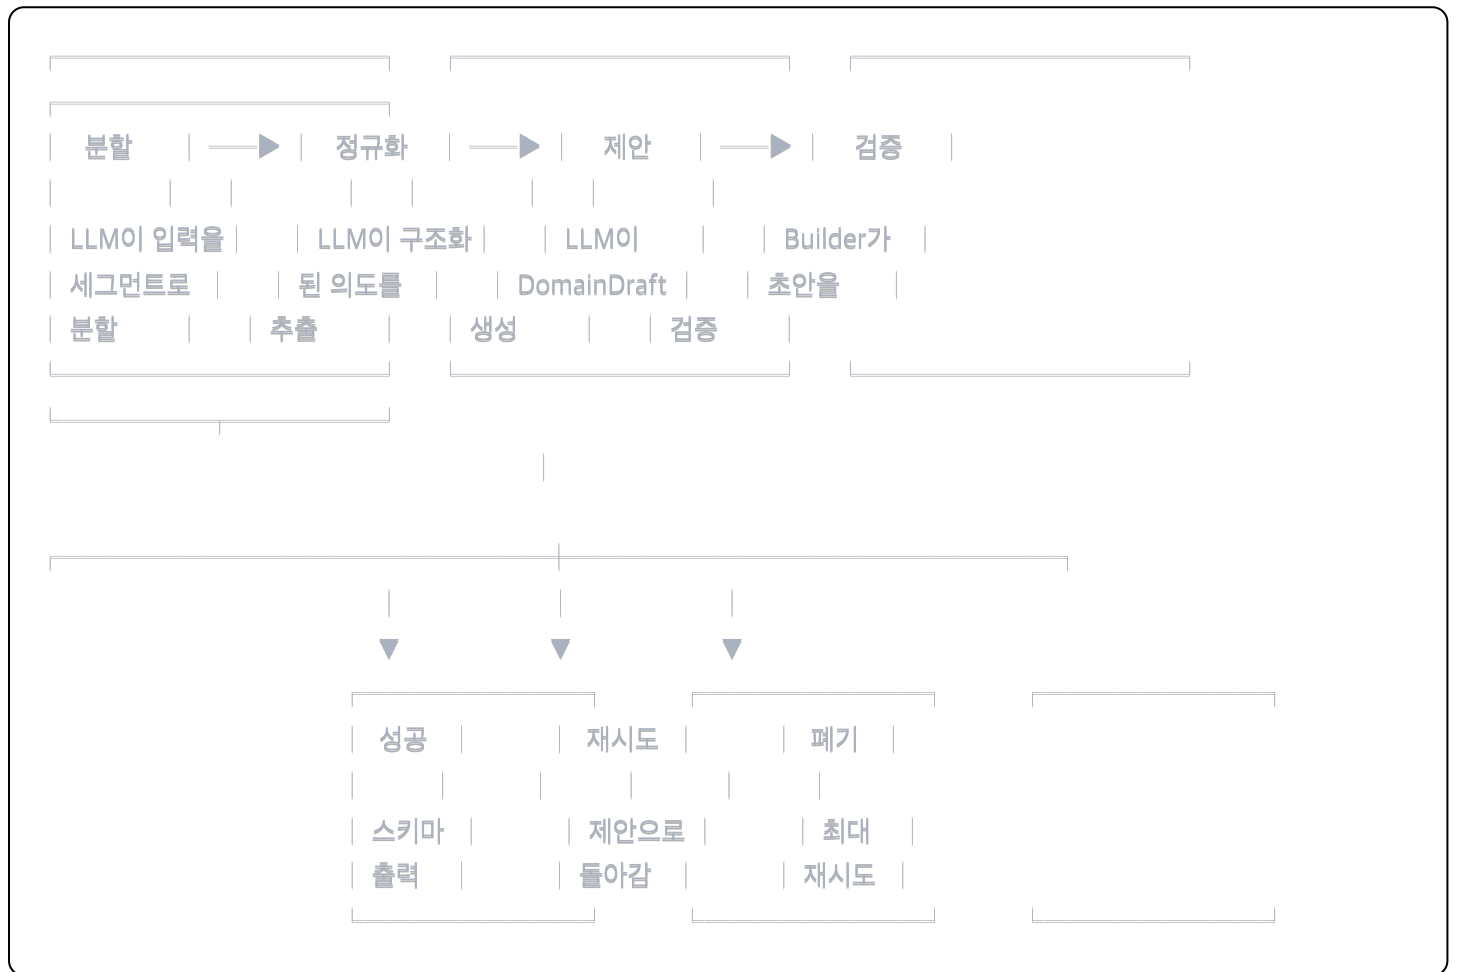 분할 정규화 제안 검증
LLM이 입력을 LLM이 구조화 LLM이 Builder가
세그먼트로 된 의도를 DomainDraft 초안을
분할 추출 생성 검증
성공 재시도 폐기
스키마 제안으로 최대
출력 돌아감 재시도